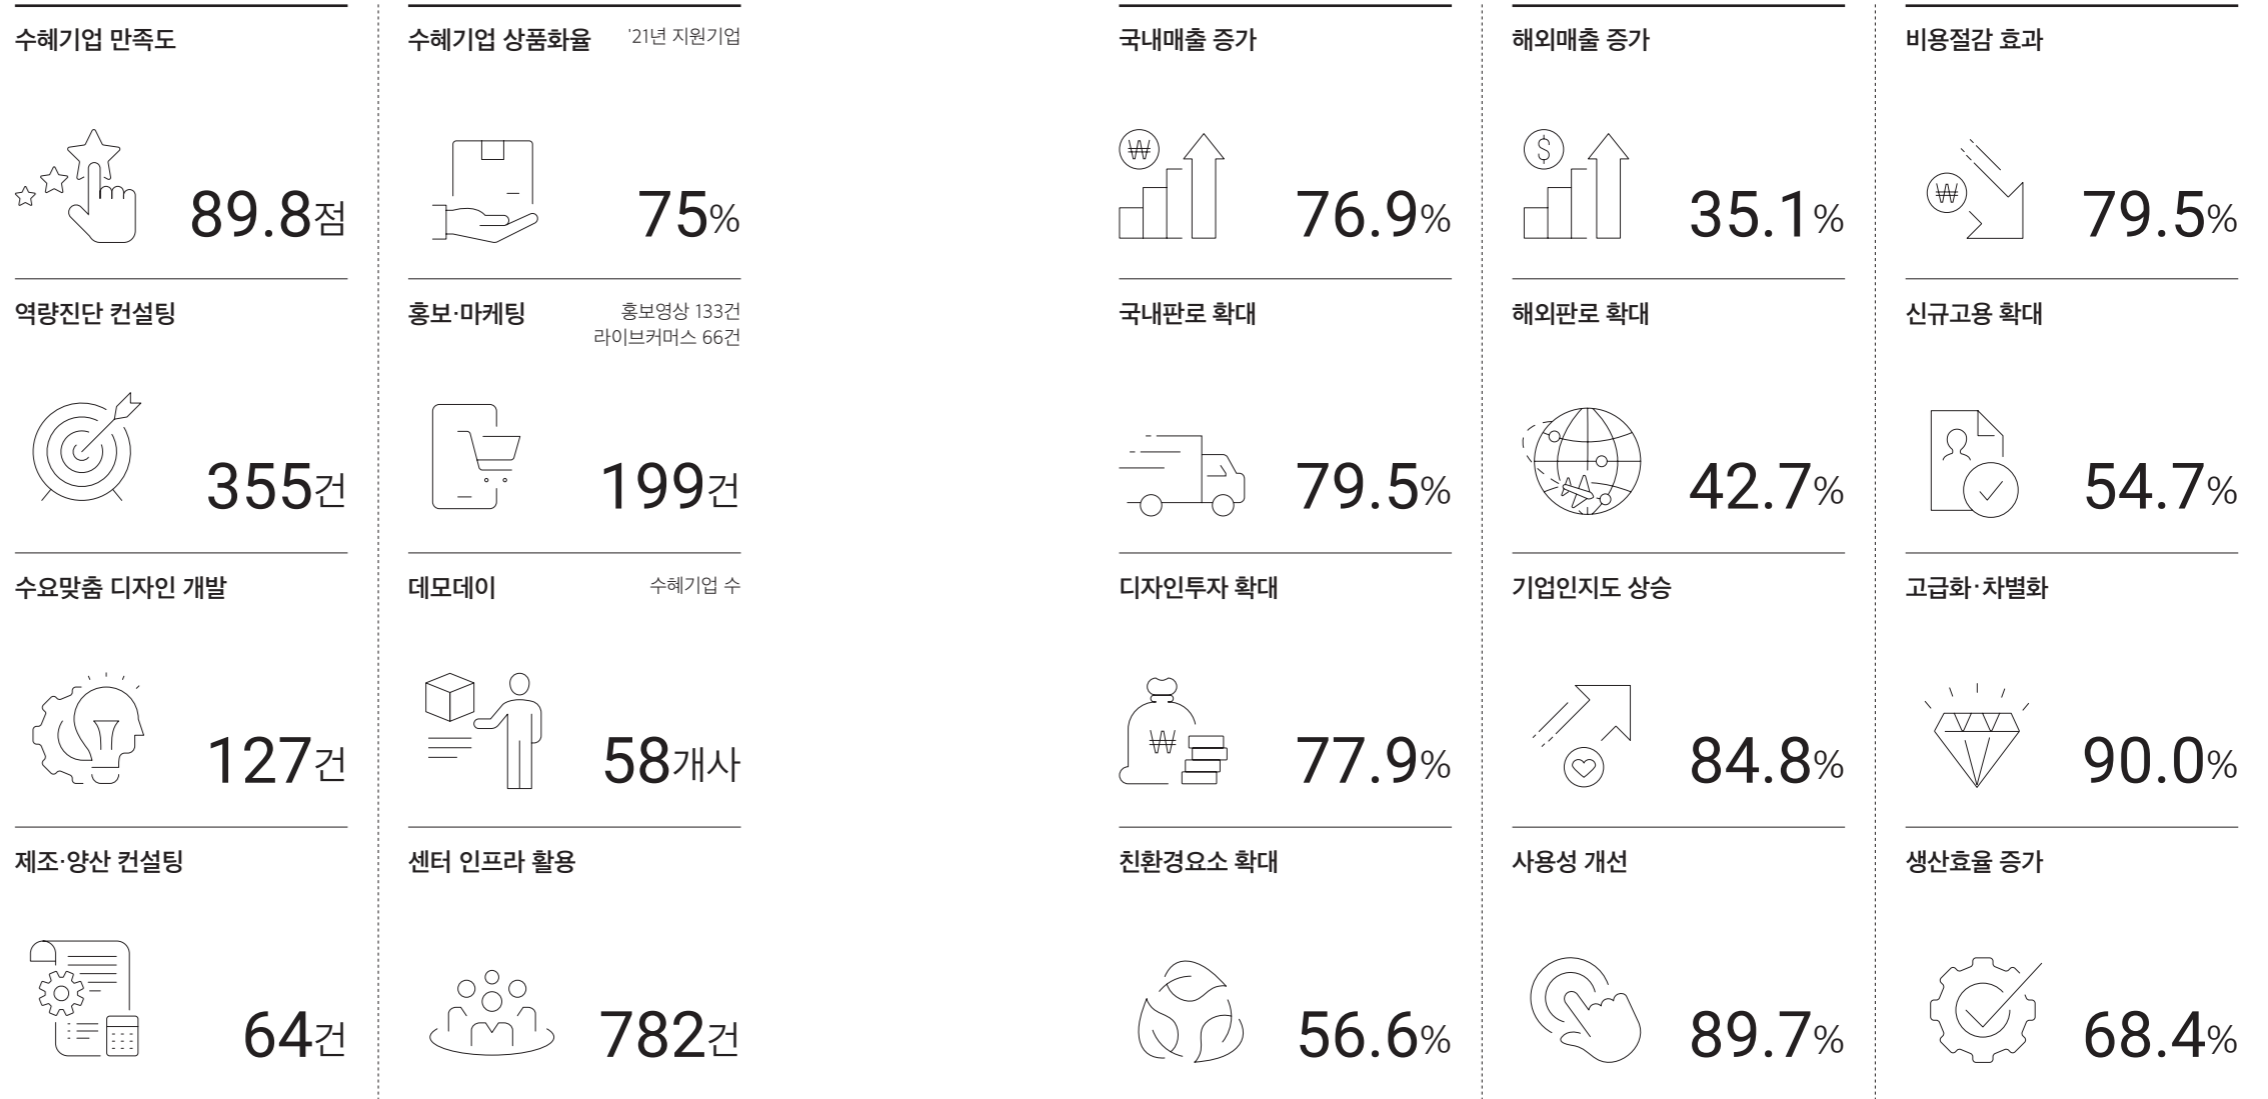 수혜기업 만족도
89.8점
수혜기업 상품화율
'21년 지원기업
75%
역량진단 컨설팅
355건
홍보·마케팅
홍보영상 133건
라이브커머스 66건
199건
수요맞춤 디자인 개발
127건
데모데이
수혜기업 수
58개사
제조·양산 컨설팅
64건
센터 인프라 활용
782건
국내매출 증가
₩
76.9%
해외매출 증가
$
35.1%
비용절감 효과
₩
79.5%
국내판로 확대
79.5%
해외판로 확대
42.7%
신규고용 확대
54.7%
디자인투자 확대
₩
77.9%
기업인지도 상승
84.8%
고급화·차별화
90.0%
친환경요소 확대
56.6%
사용성 개선
89.7%
생산효율 증가
68.4%